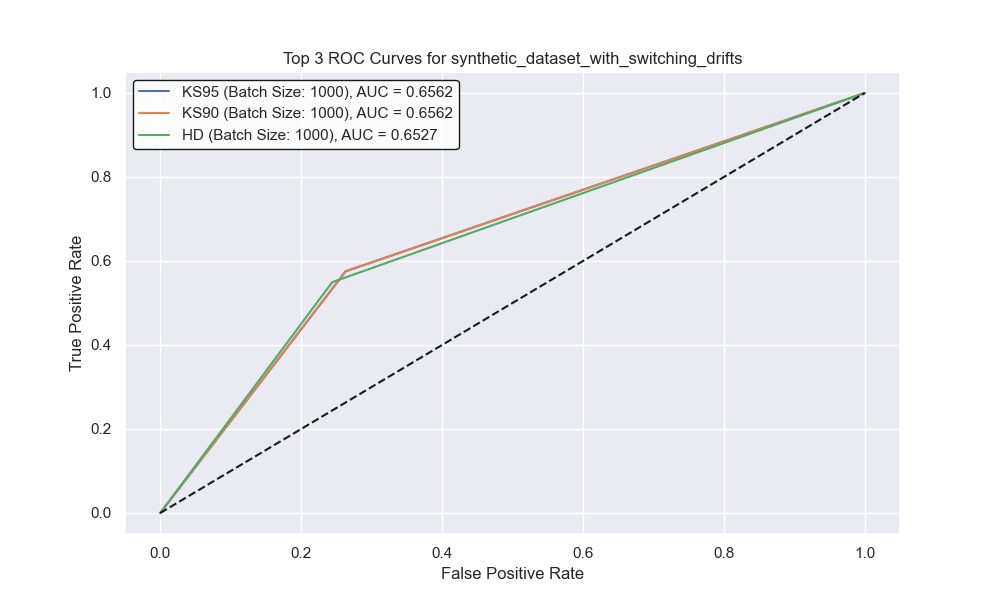 Top 3 ROC Curves for synthetic_dataset_with_switching_drifts
KS95 (Batch Size: 1000), AUC = 0.6562
KS90 (Batch Size: 1000), AUC = 0.6562
HD (Batch Size: 1000), AUC = 0.6527
True Positive Rate
1.0
0.8
0.6
0.4
0.2
0.0
0.0 0.2 0.4 0.6 0.8 1.0
False Positive Rate